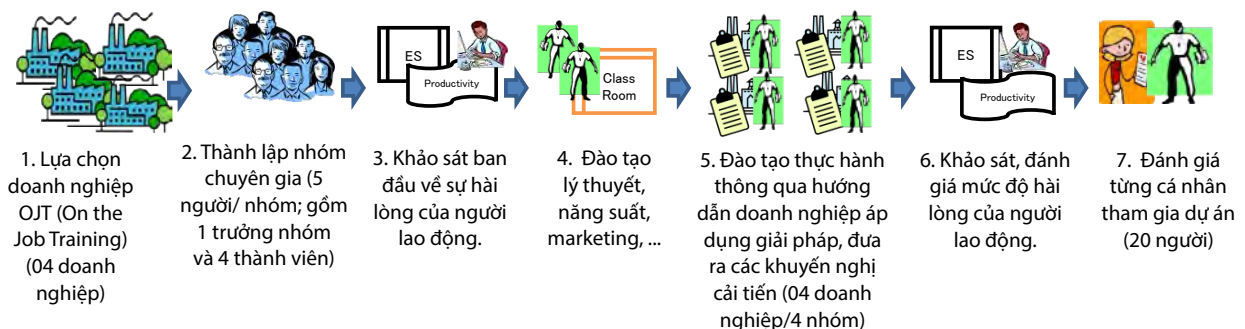 ES
Productivity
Class
Room
ES
Productivity
1. Lựa chọn
doanh nghiệp
OJT (On the
Job Training)
(04 doanh
nghiệp)
2. Thành lập nhóm
chuyên gia (5
người/ nhóm; gồm
1 trưởng nhóm
và 4 thành viên)
3. Khảo sát ban
đầu về sự hài
lòng của người
lao động.
4. Đào tạo
lý thuyết,
năng suất,
marketing, ...
5. Đào tạo thực hành
thông qua hướng
dẫn doanh nghiệp áp
dụng giải pháp, đưa
ra các khuyến nghị
cải tiến (04 doanh
nghiệp/4 nhóm)
6. Khảo sát, đánh
giá mức độ hài
lòng của người
lao động.
7. Đánh giá
từng cá nhân
tham gia dự án
(20 người)